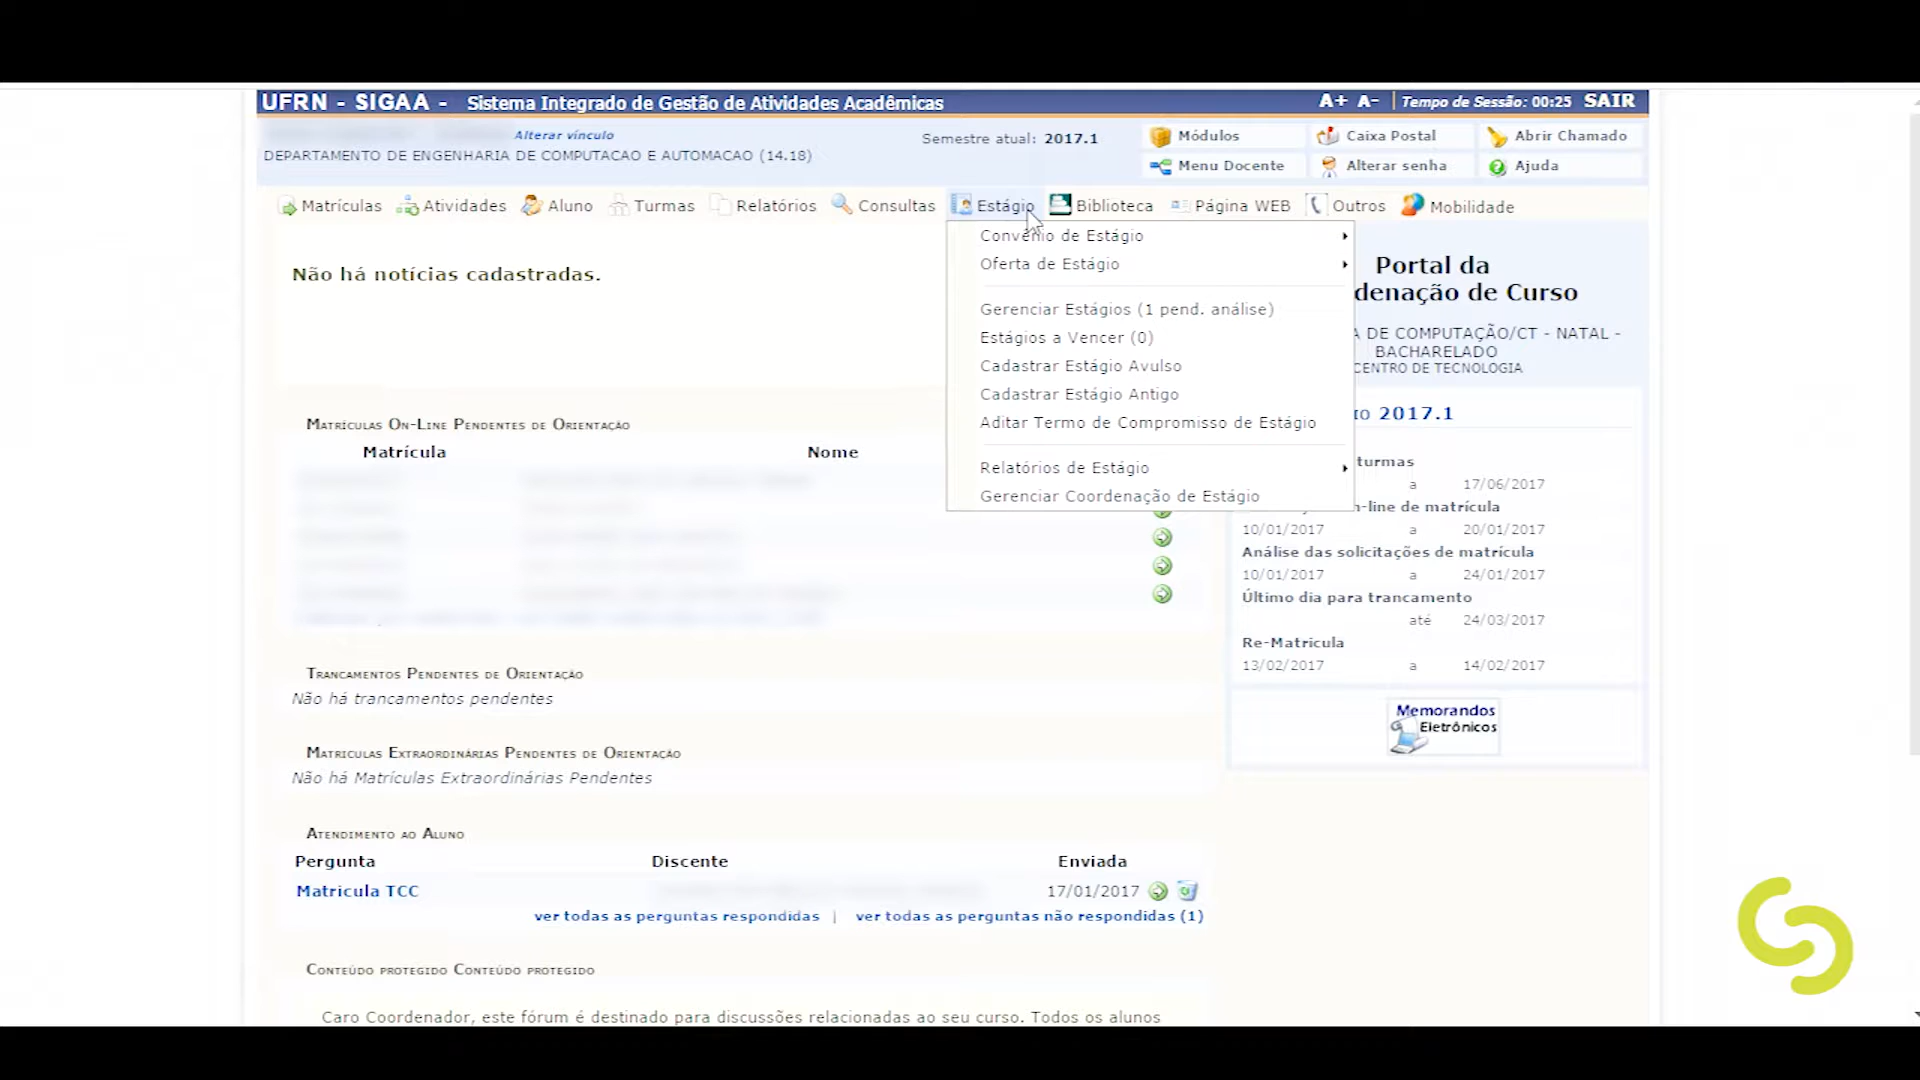 UFRN - SIGAA - Sistema Integrado de Gestão de Atividades Acadêmicas A+ A- Tempo de Sessão: 00:25 SAIR
Alterar vínculo
DEPARTAMENTO DE ENGENHARIA DE COMPUTACAO E AUTOMACAO (14.18)
Semestre atual: 2017.1
Módulos Caixa Postal Abrir Chamado
Menu Docente Alterar senha Ajuda
Matrículas Atividades Aluno Turmas Relatórios Consultas Estágio Biblioteca Página WEB Outros Mobilidade
Convênio de Estágio
Oferta de Estágio
Gerenciar Estágios (1 pend. análise)
Estágios a Vencer (0)
Cadastrar Estágio Avulso
Cadastrar Estágio Antigo
Aditar Termo de Compromisso de Estágio
Relatórios de Estágio
Gerenciar Coordenação de Estágio
Não há notícias cadastradas.
Matrículas On-Line Pendentes de Orientação
Matrícula Nome
Trancamentos Pendentes de Orientação
Não há trancamentos pendentes
Matriculas Extraordinárias Pendentes de Orientação
Não há Matrículas Extraordinárias Pendentes
Atendimento ao Aluno
Pergunta Discente Enviada
Matricula TCC 17/01/2017
ver todas as perguntas respondidas | ver todas as perguntas não respondidas (1)
Conteúdo protegido Conteúdo protegido
Caro Coordenador, este fórum é destinado para discussões relacionadas ao seu curso. Todos os alunos
Portal da
denação de Curso
A DE COMPUTAÇÃO/CT - NATAL -
BACHARELADO
CENTRO DE TECNOLOGIA
io 2017.1
turmas
a 17/06/2017
n-line de matrícula
10/01/2017 a 20/01/2017
Análise das solicitações de matrícula
10/01/2017 a 24/01/2017
Último dia para trancamento
até 24/03/2017
Re-Matricula
13/02/2017 a 14/02/2017
Memorandos
Eletrônicos